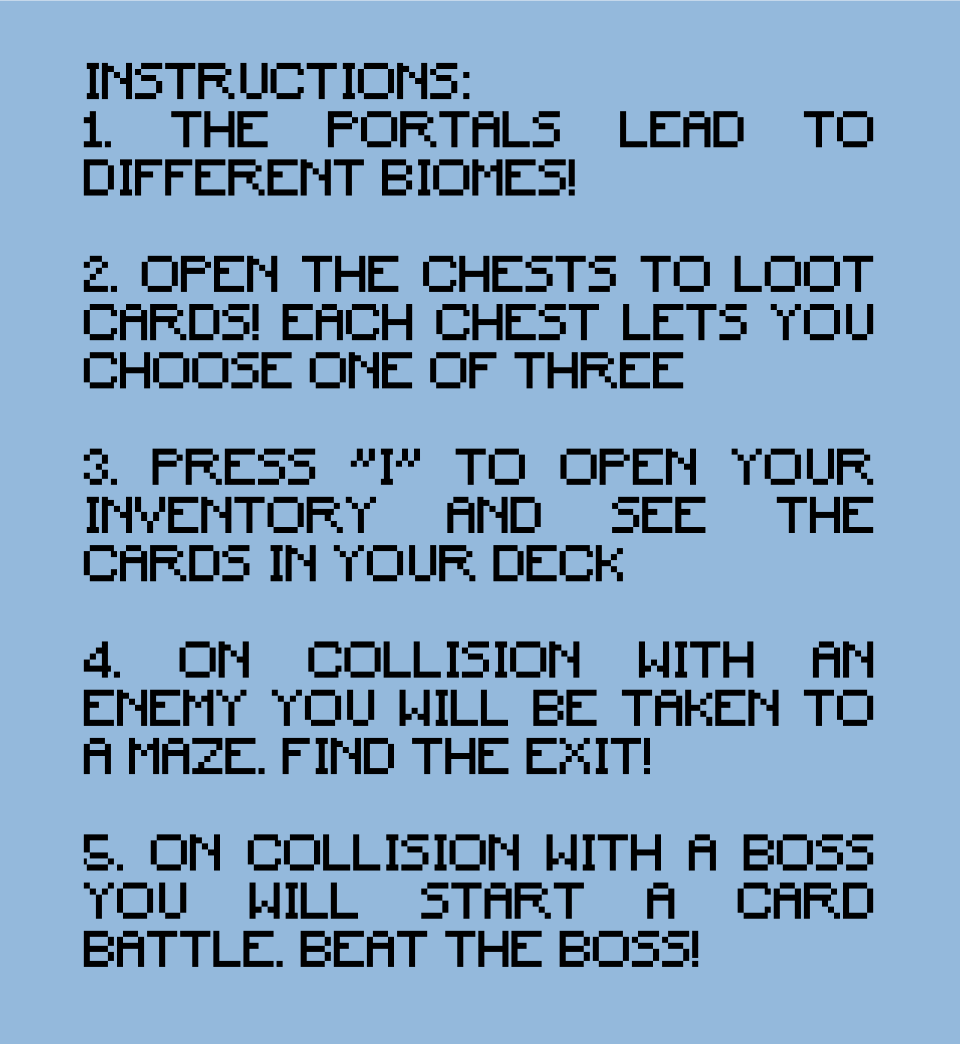 INSTRUCTIONS:
1. THE PORTALS LEAD TO
DIFFERENT BIOMES!
2. OPEN THE CHESTS TO LOOT
CARDS! EACH CHEST LETS YOU
CHOOSE ONE OF THREE
3. PRESS "I" TO OPEN YOUR
INVENTORY AND SEE THE
CARDS IN YOUR DECK
4. ON COLLISION WITH AN
ENEMY YOU WILL BE TAKEN TO
A MAZE. FIND THE EXIT!
5. ON COLLISION WITH A BOSS
YOU WILL START A CARD
BATTLE. BEAT THE BOSS!